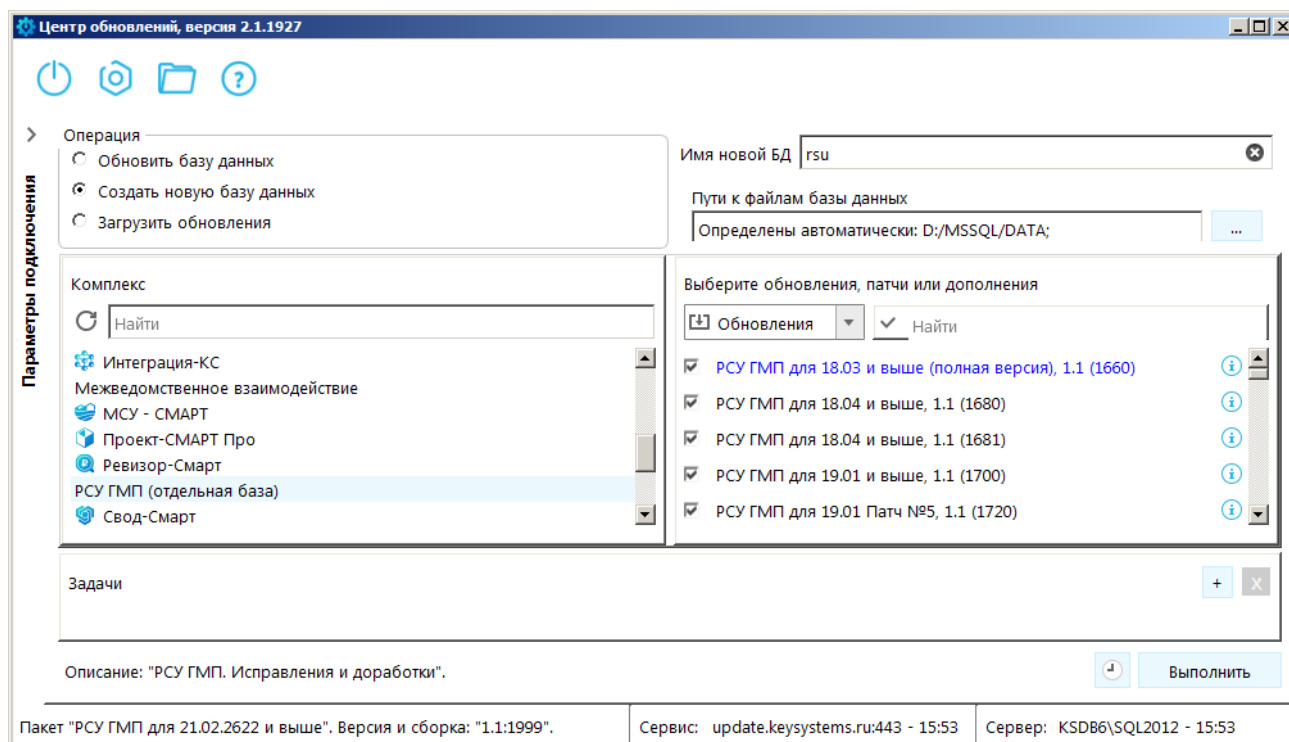 Центр обновлений, версия 2.1.1927
Параметры подключения
Операция
Обновить базу данных
Создать новую базу данных
Загрузить обновления
Имя новой БД rsu
Пути к файлам базы данных
Определены автоматически: D:/MSSQL/DATA;
...
Комплекс
Найти
Интеграция-КС
Межведомственное взаимодействие
МСУ - СМАРТ
Проект-СМАРТ Про
Ревизор-Смарт
РСУ ГМП (отдельная база)
Свод-Смарт
Выберите обновления, патчи или дополнения
Обновления Найти
РСУ ГМП для 18.03 и выше (полная версия), 1.1 (1660)
РСУ ГМП для 18.04 и выше, 1.1 (1680)
РСУ ГМП для 18.04 и выше, 1.1 (1681)
РСУ ГМП для 19.01 и выше, 1.1 (1700)
РСУ ГМП для 19.01 Патч №5, 1.1 (1720)
Задачи
+ X
Описание: "РСУ ГМП. Исправления и доработки".
Выполнить
Пакет "РСУ ГМП для 21.02.2622 и выше". Версия и сборка: "1.1:1999".
Сервис: update.keysystems.ru:443 - 15:53
Сервер: KSDB6\SQL2012 - 15:53